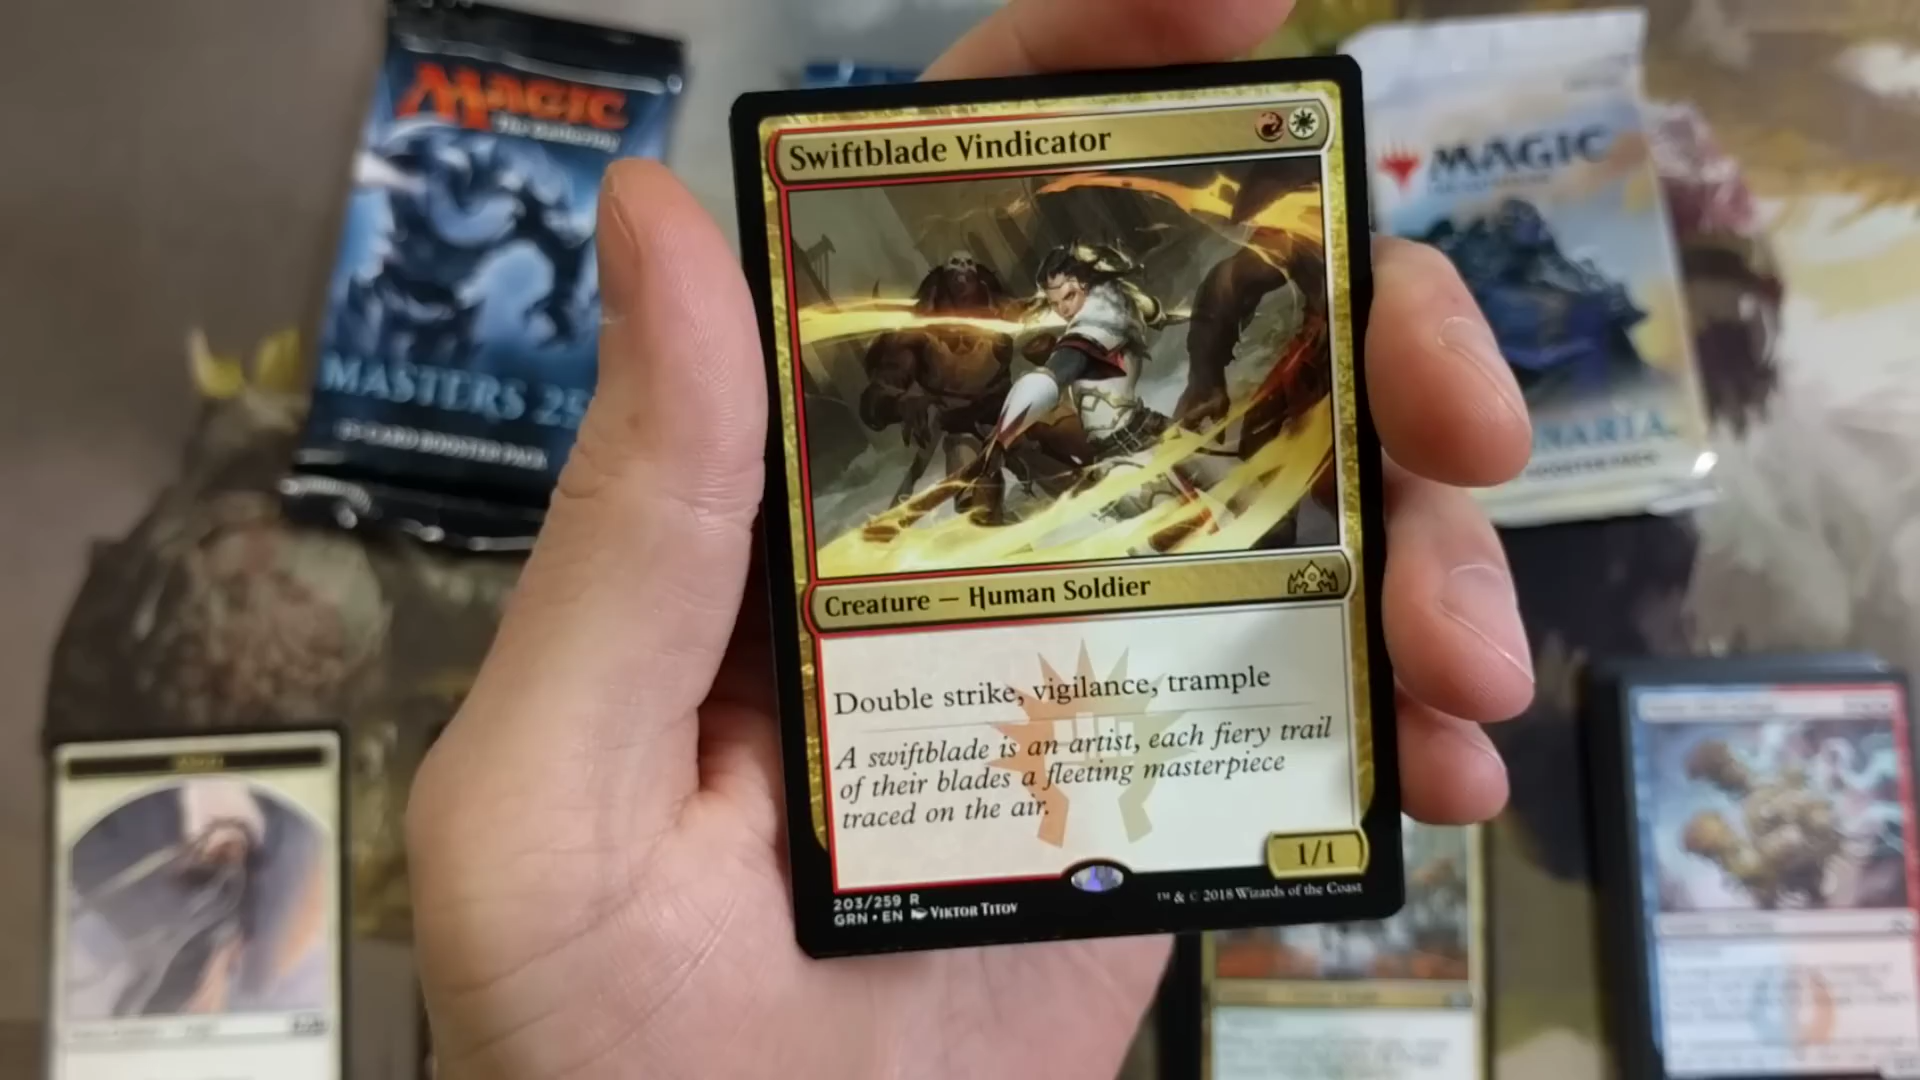 MAGIC
The Gathering
MASTERS 25
15-CARD BOOSTER PACK
MAGIC
BOOSTER PACK
Swiftblade Vindicator
Creature — Human Soldier
Double strike, vigilance, trample
A swiftblade is an artist, each fiery trail
of their blades a fleeting masterpiece
traced on the air.
1/1
203/259 R
GRN • EN VIKTOR TITOV
™ & © 2018 Wizards of the Coast